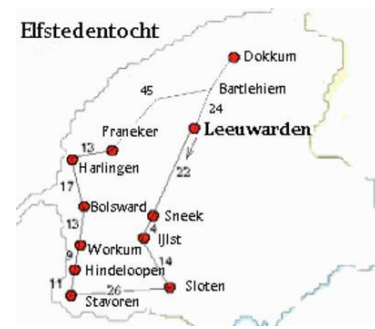 Elfstedentocht
Dokkum
45
Bartlehiem
24
Franeker
Leeuwarden
13
Harlingen
22
17
Bolsward
Sneek
13
4
IJlst
Workum
9
14
Hindeloopen
11
26
Sloten
Stavoren